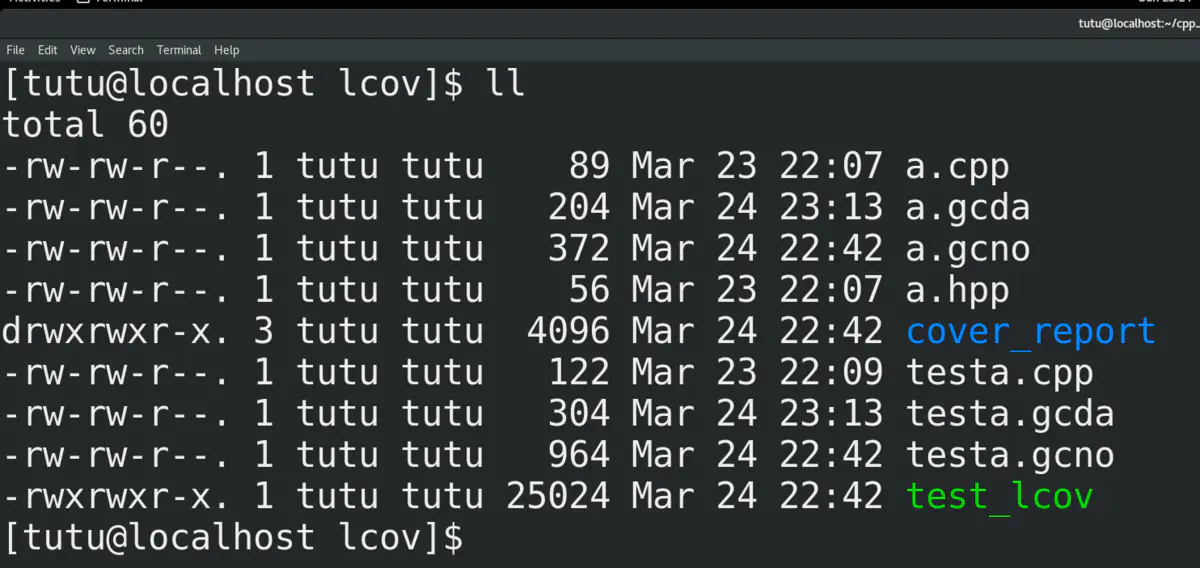 tutu@localhost:~/cpp_
File Edit View Search Terminal Help
[tutu@localhost lcov]$ ll
total 60
-rw-rw-r--. 1 tutu tutu    89 Mar 23 22:07 a.cpp
-rw-rw-r--. 1 tutu tutu   204 Mar 24 23:13 a.gcda
-rw-rw-r--. 1 tutu tutu   372 Mar 24 22:42 a.gcno
-rw-rw-r--. 1 tutu tutu    56 Mar 23 22:07 a.hpp
drwxrwxr-x. 3 tutu tutu  4096 Mar 24 22:42 cover_report
-rw-rw-r--. 1 tutu tutu   122 Mar 23 22:09 testa.cpp
-rw-rw-r--. 1 tutu tutu   304 Mar 24 23:13 testa.gcda
-rw-rw-r--. 1 tutu tutu   964 Mar 24 22:42 testa.gcno
-rwxrwxr-x. 1 tutu tutu 25024 Mar 24 22:42 test_lcov
[tutu@localhost lcov]$